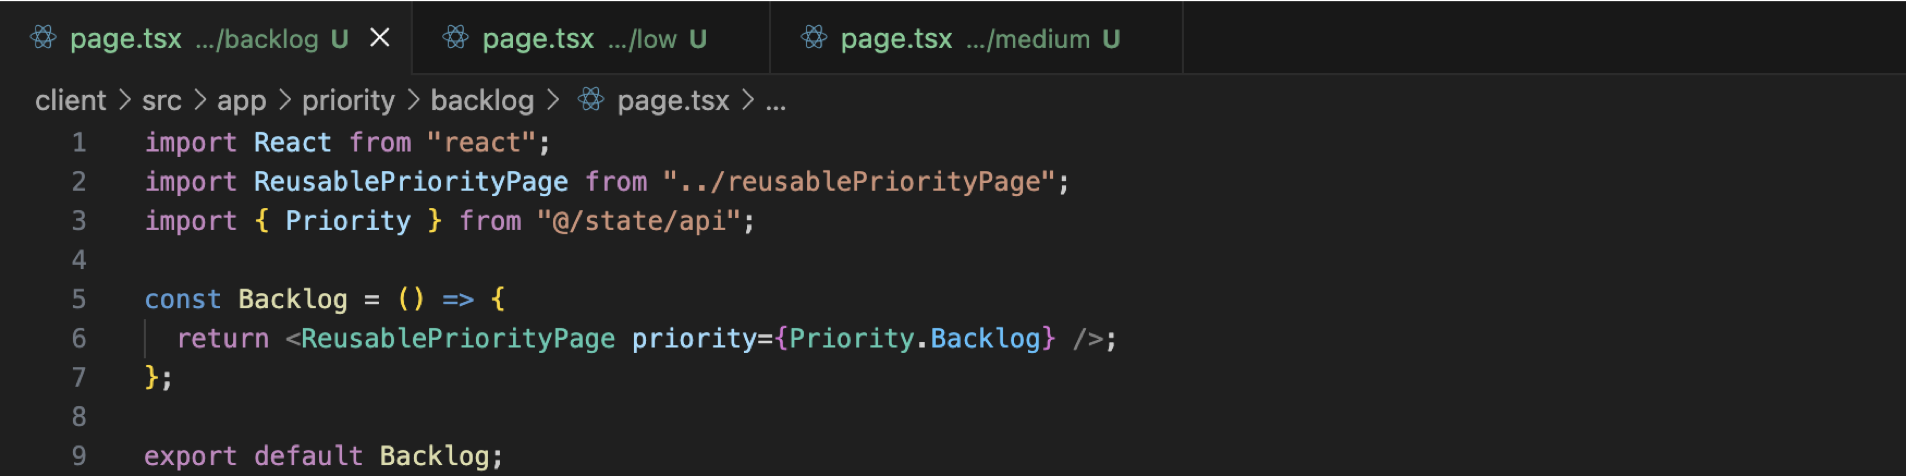 page.tsx .../backlog U × page.tsx .../low U page.tsx .../medium U
client > src > app > priority > backlog > page.tsx > ...
1 import React from "react";
2 import ReusablePriorityPage from "../reusablePriorityPage";
3 import { Priority } from "@/state/api";
4
5 const Backlog = () => {
6   return <ReusablePriorityPage priority={Priority.Backlog} />;
7 };
8
9 export default Backlog;